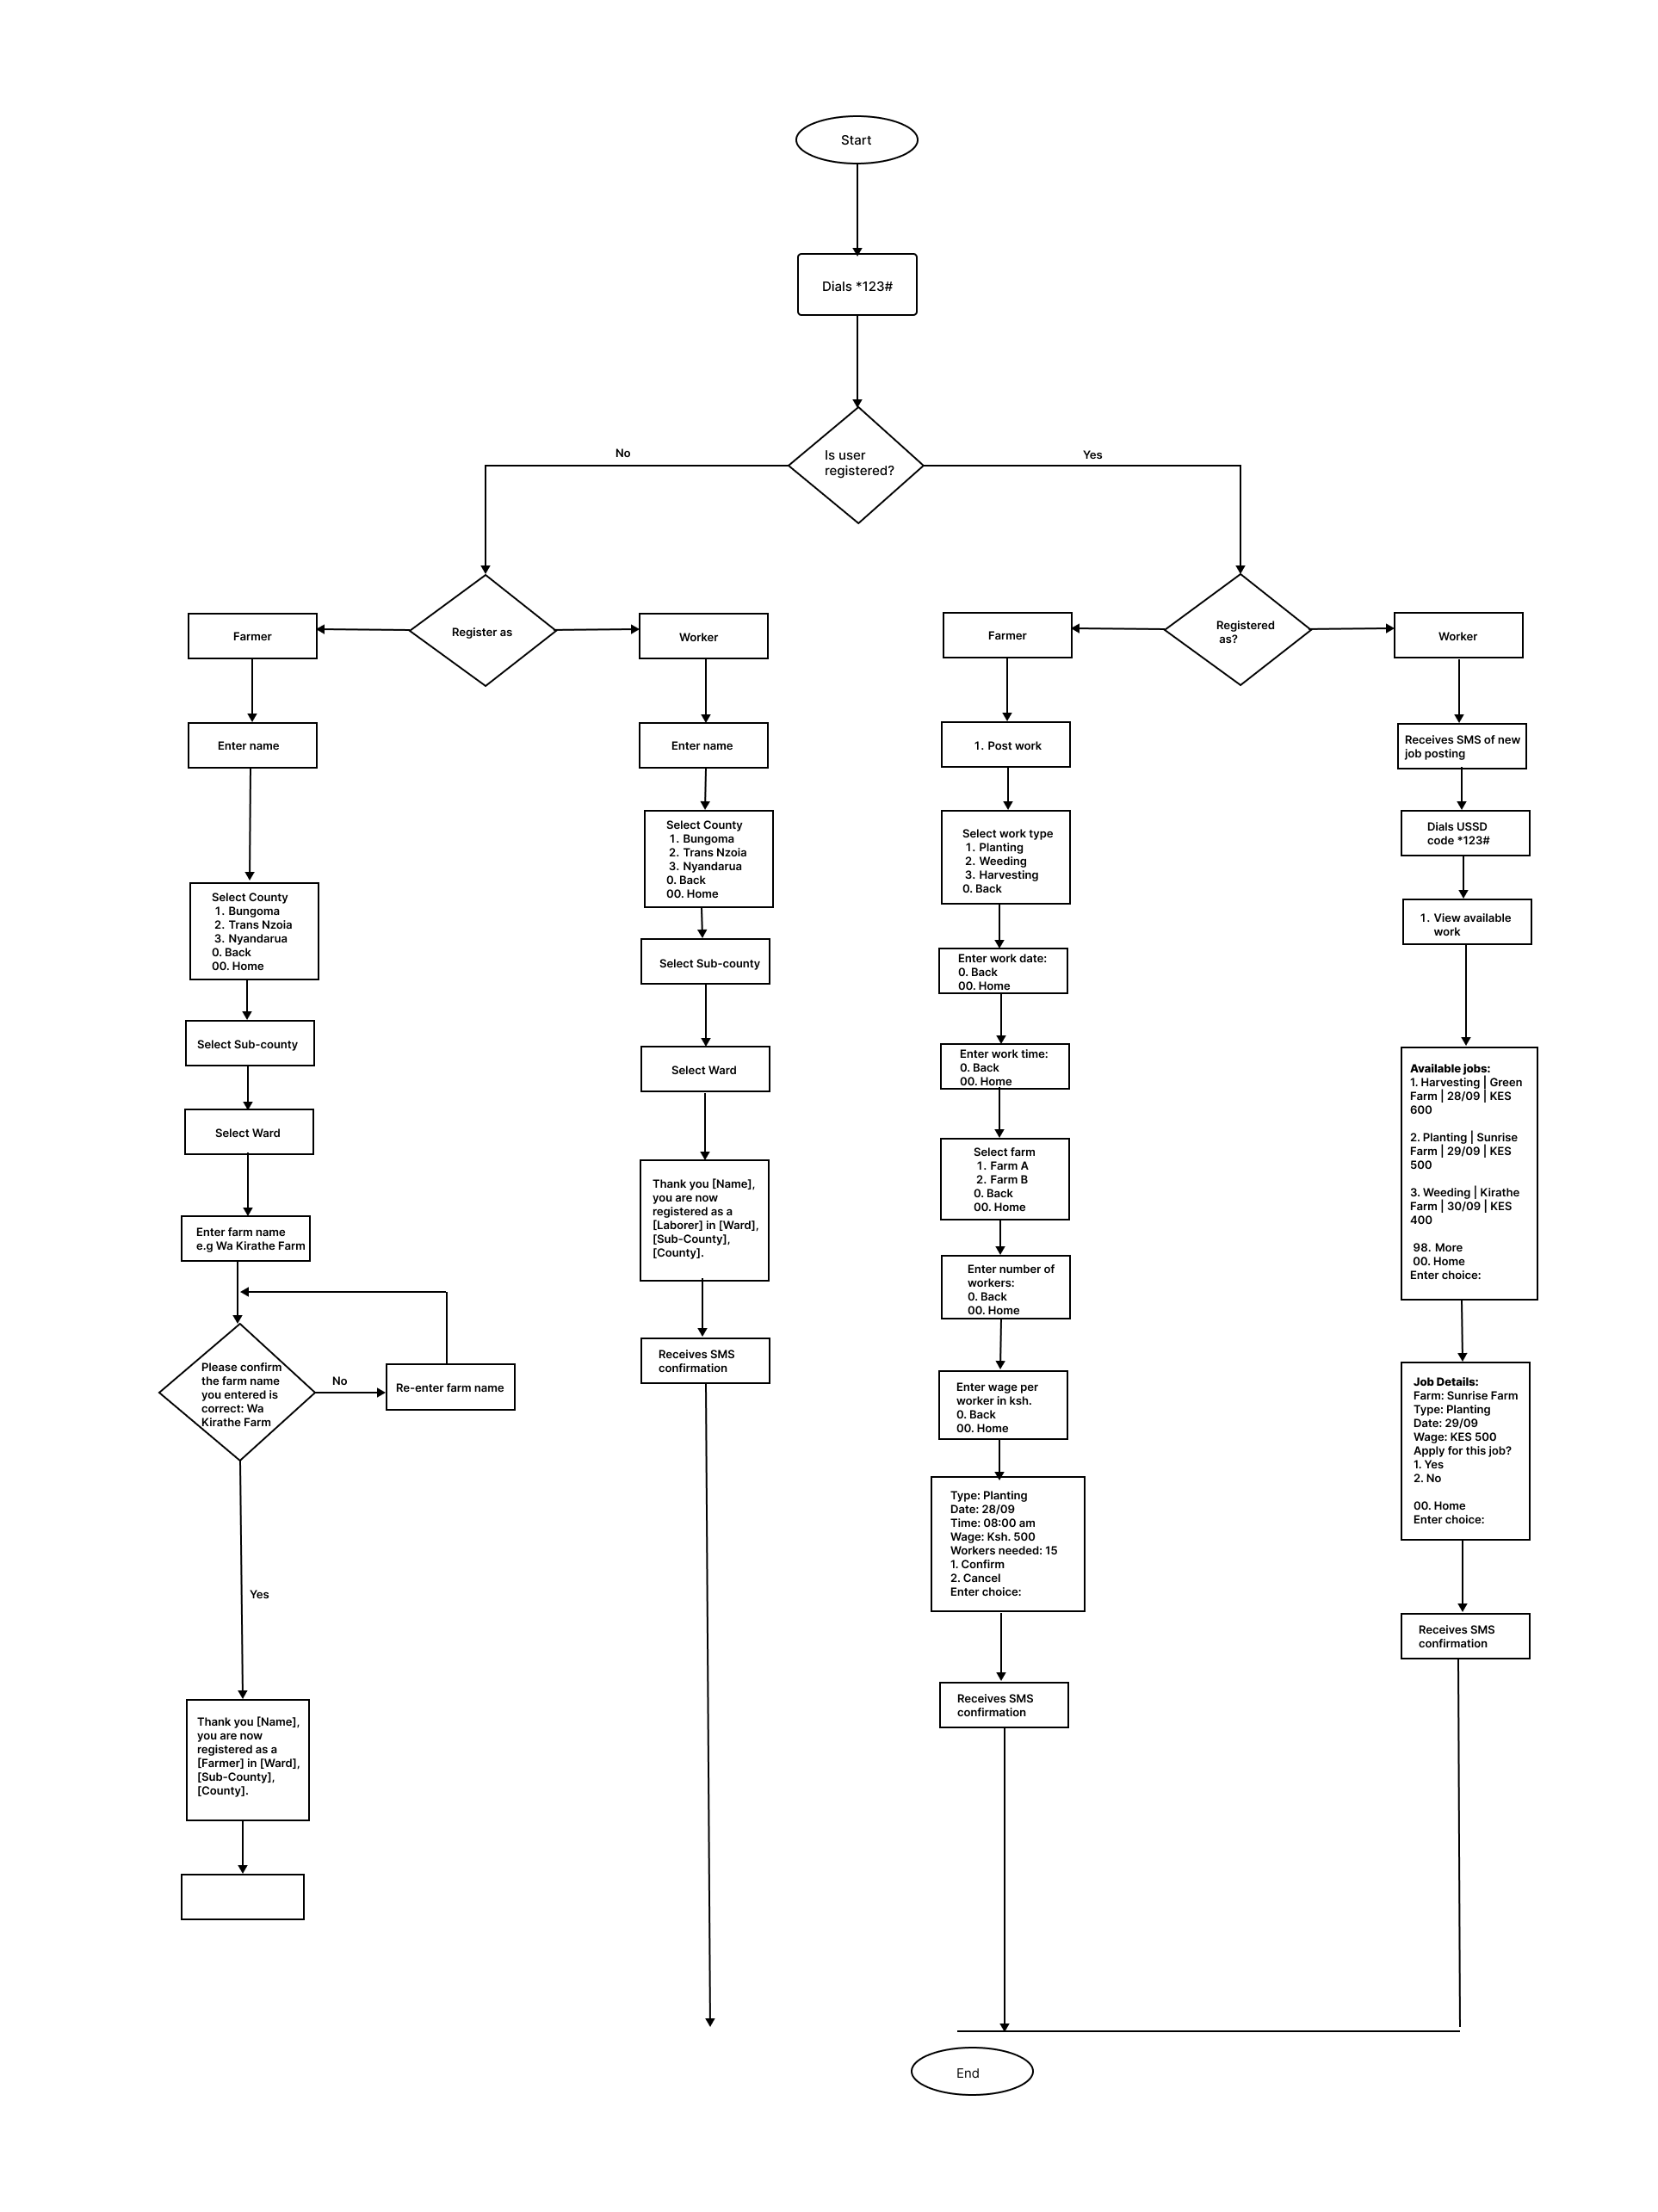 Start
Dials *123#
Is user
registered?
No
Yes
Farmer
Register as
Worker
Farmer
Registered
as?
Worker
Enter name
Select County
1. Bungoma
2. Trans Nzoia
3. Nyandarua
0. Back
00. Home
Select Sub-county
Select Ward
Enter farm name
e.g Wa Kirathe Farm
Please confirm
the farm name
you entered is
correct: Wa
Kirathe Farm
No
Re-enter farm name
Yes
Thank you [Name],
you are now
registered as a
[Farmer] in [Ward],
[Sub-County],
[County].
Enter name
Select County
1. Bungoma
2. Trans Nzoia
3. Nyandarua
0. Back
00. Home
Select Sub-county
Select Ward
Thank you [Name],
you are now
registered as a
[Laborer] in [Ward],
[Sub-County],
[County].
Receives SMS
confirmation
1. Post work
Select work type
1. Planting
2. Weeding
3. Harvesting
0. Back
Enter work date:
0. Back
00. Home
Enter work time:
0. Back
00. Home
Select farm
1. Farm A
2. Farm B
0. Back
00. Home
Enter number of
workers:
0. Back
00. Home
Enter wage per
worker in ksh.
0. Back
00. Home
Type: Planting
Date: 28/09
Time: 08:00 am
Wage: Ksh. 500
Workers needed: 15
1. Confirm
2. Cancel
Enter choice:
Receives SMS
confirmation
Receives SMS of new
job posting
Dials USSD
code *123#
1. View available
work
Available jobs:
1. Harvesting | Green
Farm | 28/09 | KES
600
2. Planting | Sunrise
Farm | 29/09 | KES
500
3. Weeding | Kirathe
Farm | 30/09 | KES
400
98. More
00. Home
Enter choice:
Job Details:
Farm: Sunrise Farm
Type: Planting
Date: 29/09
Wage: KES 500
Apply for this job?
1. Yes
2. No
00. Home
Enter choice:
Receives SMS
confirmation
End